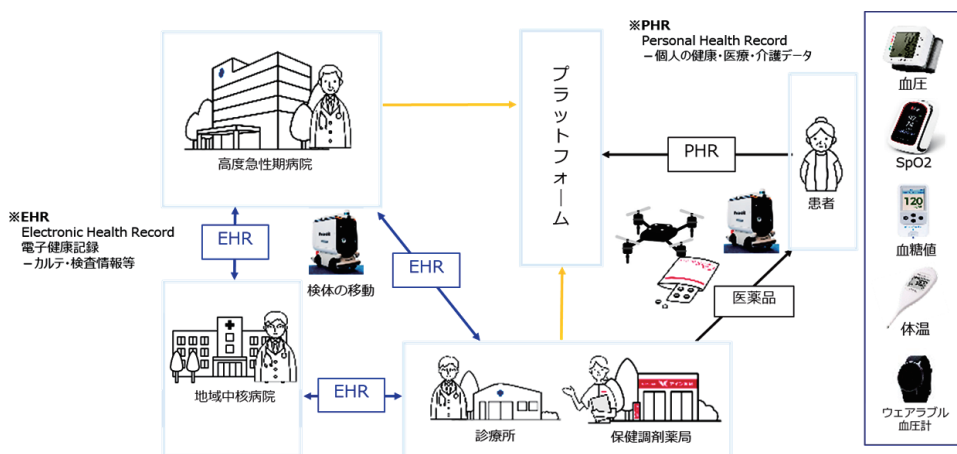 ※PHR
Personal Health Record
－個人の健康・医療・介護データ
高度急性期病院
プラットフォーム
PHR
患者
※EHR
Electronic Health Record
電子健康記録
－カルテ・検査情報等
EHR
検体の移動
EHR
医薬品
地域中核病院
EHR
診療所
保健調剤薬局
血圧
SpO2
120
血糖値
体温
ウェアラブル
血圧計